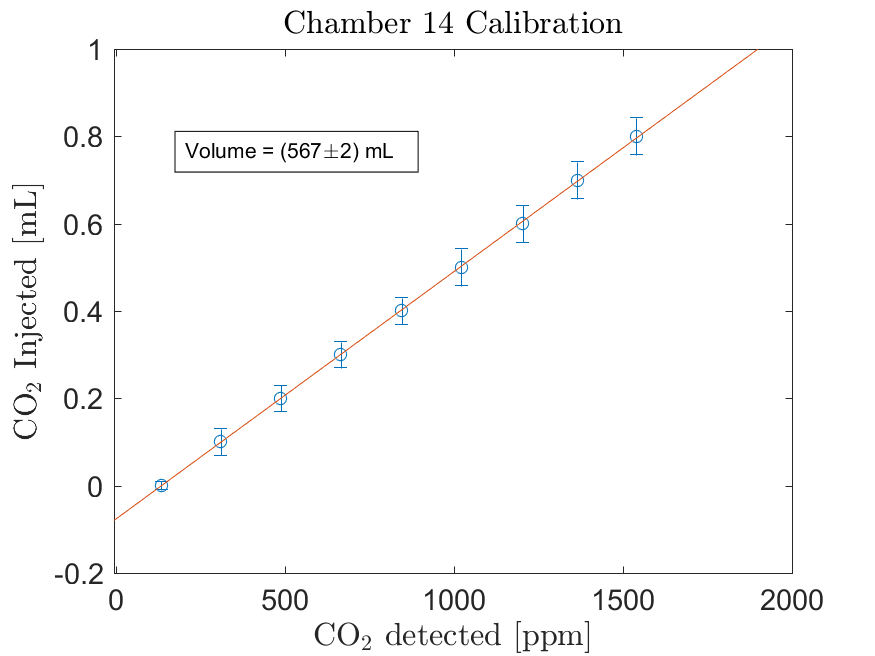 Chamber 14 Calibration
1
0.8
0.6
0.4
0.2
0
-0.2
CO₂ Injected [mL]
Volume = (567±2) mL
0 500 1000 1500 2000
CO₂ detected [ppm]